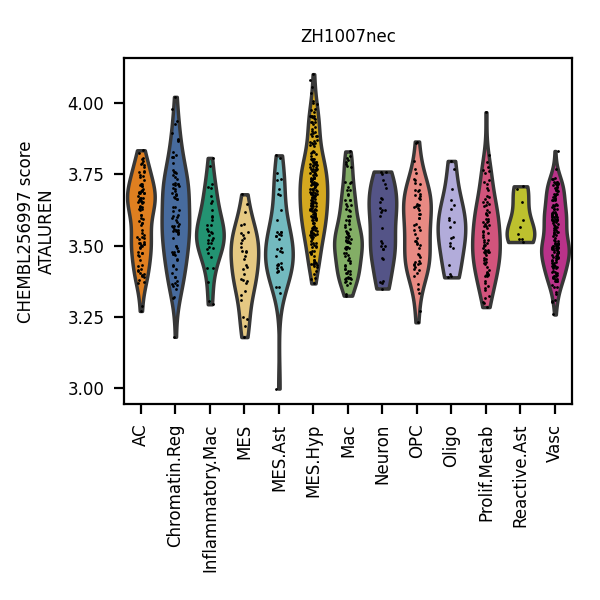 ZH1007nec
CHEMBL256997 score
ATALUREN
4.00
3.75
3.50
3.25
3.00
AC
Chromatin.Reg
Inflammatory.Mac
MES
MES.Ast
MES.Hyp
Mac
Neuron
OPC
Oligo
Prolif.Metab
Reactive.Ast
Vasc